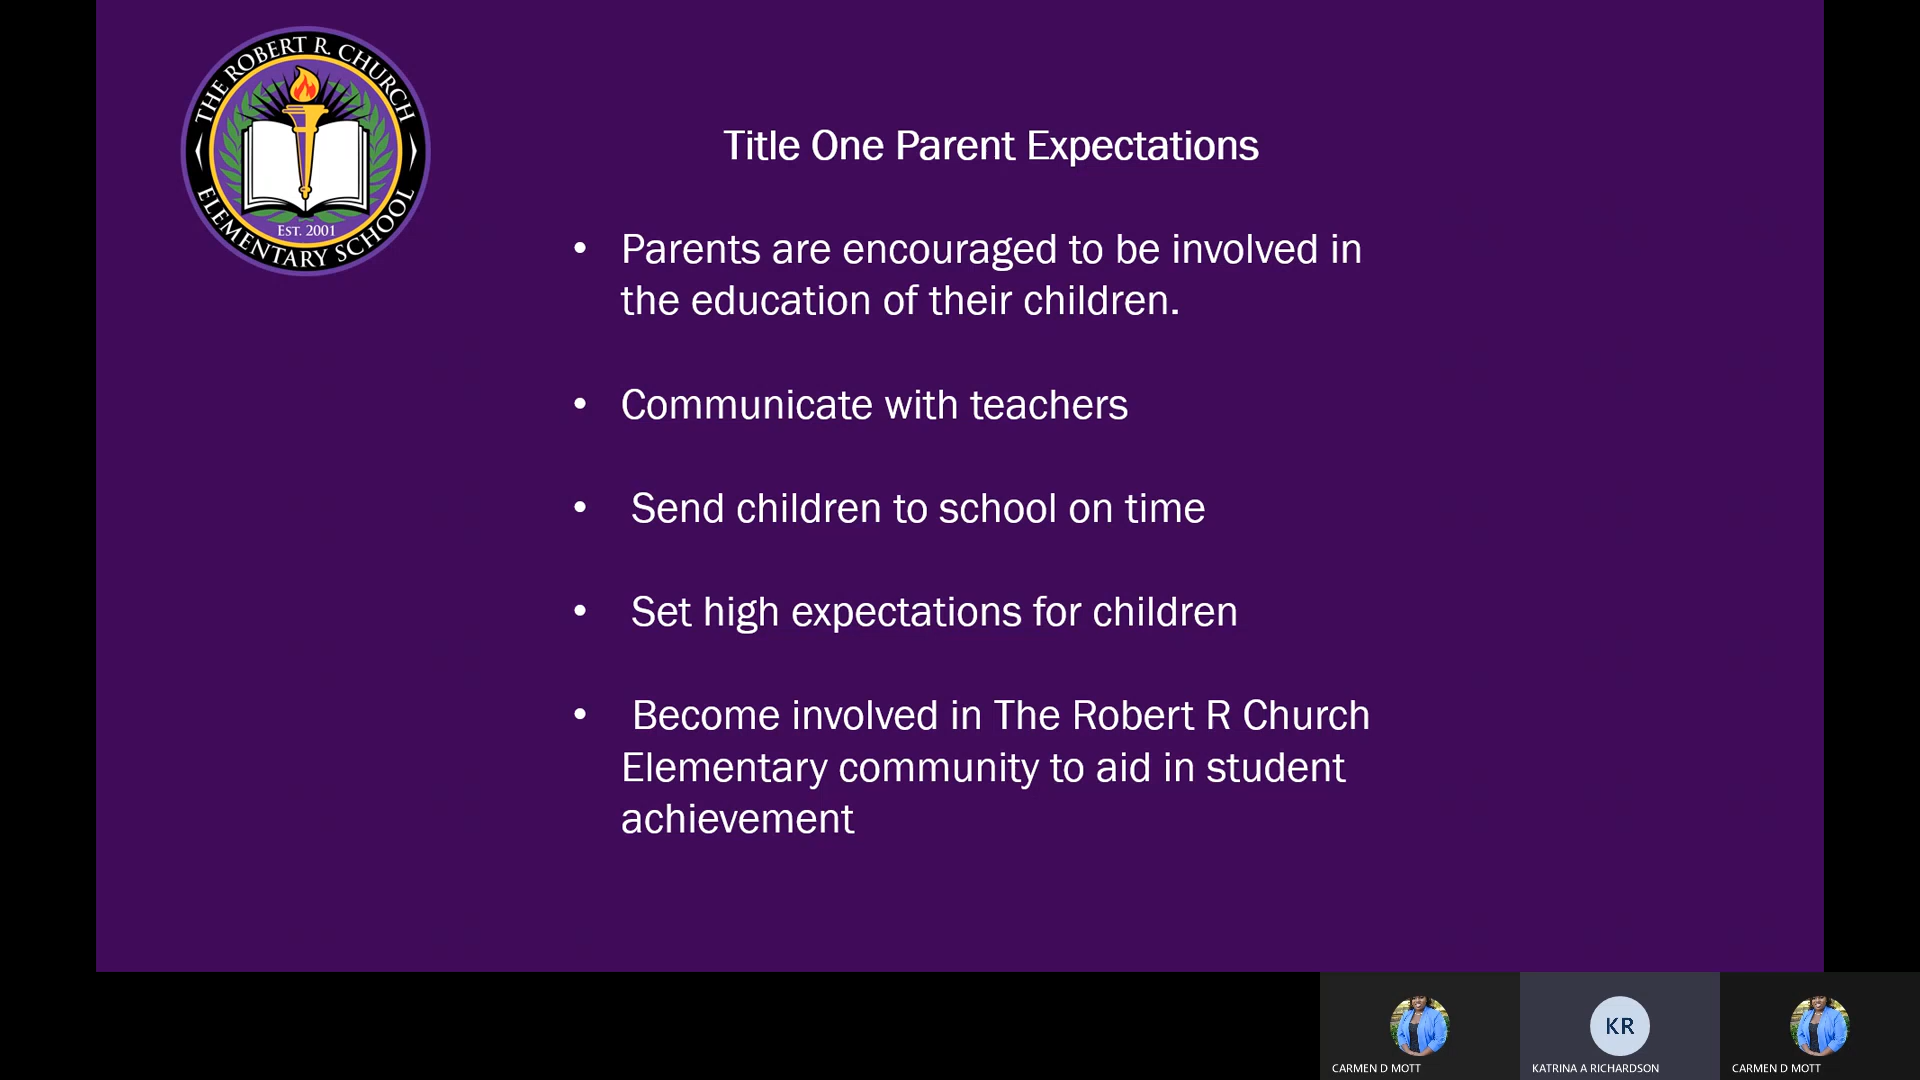 THE ROBERT R. CHURCH
EST. 2001
ELEMENTARY SCHOOL
Title One Parent Expectations
• Parents are encouraged to be involved in
the education of their children.
• Communicate with teachers
• Send children to school on time
• Set high expectations for children
• Become involved in The Robert R Church
Elementary community to aid in student
achievement
KR
CARMEN D MOTT
KATRINA A RICHARDSON
CARMEN D MOTT